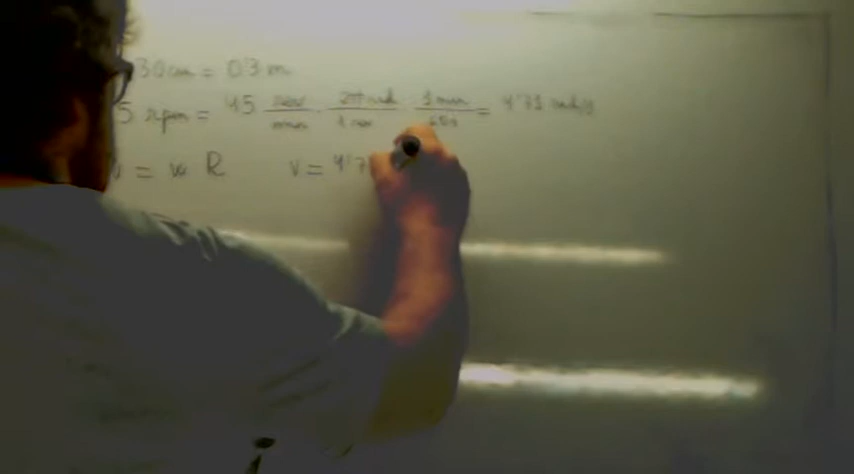 30cm = 0'3 m
5 rpm = 45 rev/min · 2π rad/1 rev · 1 min/60s = 4'71 rad/s
= w R v = 4'7